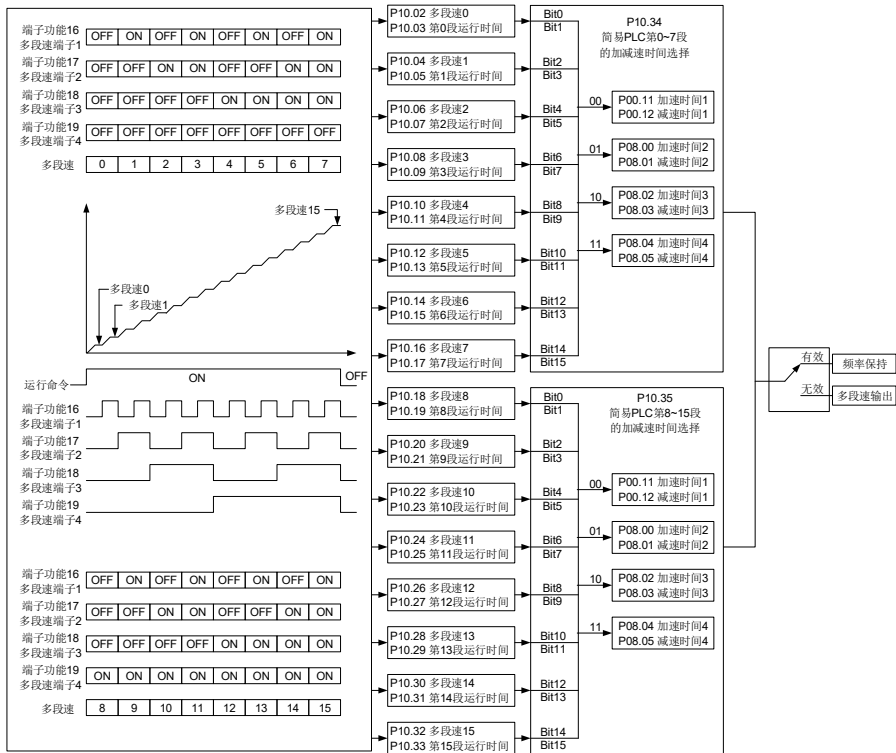 端子功能16
多段速端子1
OFF ON OFF ON OFF ON OFF ON
端子功能17
多段速端子2
OFF OFF ON ON OFF OFF ON ON
端子功能18
多段速端子3
OFF OFF OFF OFF ON ON ON ON
端子功能19
多段速端子4
OFF OFF OFF OFF OFF OFF OFF OFF
多段速 0 1 2 3 4 5 6 7
多段速15
多段速0
多段速1
运行命令 ON OFF
端子功能16
多段速端子1
端子功能17
多段速端子2
端子功能18
多段速端子3
端子功能19
多段速端子4
端子功能16
多段速端子1
OFF ON OFF ON OFF ON OFF ON
端子功能17
多段速端子2
OFF OFF ON ON OFF OFF ON ON
端子功能18
多段速端子3
OFF OFF OFF OFF ON ON ON ON
端子功能19
多段速端子4
ON ON ON ON ON ON ON ON
多段速 8 9 10 11 12 13 14 15
P10.02 多段速0
P10.03 第0段运行时间
P10.04 多段速1
P10.05 第1段运行时间
P10.06 多段速2
P10.07 第2段运行时间
P10.08 多段速3
P10.09 第3段运行时间
P10.10 多段速4
P10.11 第4段运行时间
P10.12 多段速5
P10.13 第5段运行时间
P10.14 多段速6
P10.15 第6段运行时间
P10.16 多段速7
P10.17 第7段运行时间
P10.18 多段速8
P10.19 第8段运行时间
P10.20 多段速9
P10.21 第9段运行时间
P10.22 多段速10
P10.23 第10段运行时间
P10.24 多段速11
P10.25 第11段运行时间
P10.26 多段速12
P10.27 第12段运行时间
P10.28 多段速13
P10.29 第13段运行时间
P10.30 多段速14
P10.31 第14段运行时间
P10.32 多段速15
P10.33 第15段运行时间
Bit0
Bit1
Bit2
Bit3
Bit4
Bit5
Bit6
Bit7
Bit8
Bit9
Bit10
Bit11
Bit12
Bit13
Bit14
Bit15
P10.34
简易PLC第0~7段
的加减速时间选择
00
P00.11 加速时间1
P00.12 减速时间1
01
P08.00 加速时间2
P08.01 减速时间2
10
P08.02 加速时间3
P08.03 减速时间3
11
P08.04 加速时间4
P08.05 减速时间4
Bit0
Bit1
Bit2
Bit3
Bit4
Bit5
Bit6
Bit7
Bit8
Bit9
Bit10
Bit11
Bit12
Bit13
Bit14
Bit15
P10.35
简易PLC第8~15段
的加减速时间选择
00
P00.11 加速时间1
P00.12 减速时间1
01
P08.00 加速时间2
P08.01 减速时间2
10
P08.02 加速时间3
P08.03 减速时间3
11
P08.04 加速时间4
P08.05 减速时间4
有效 频率保持
无效 多段速输出